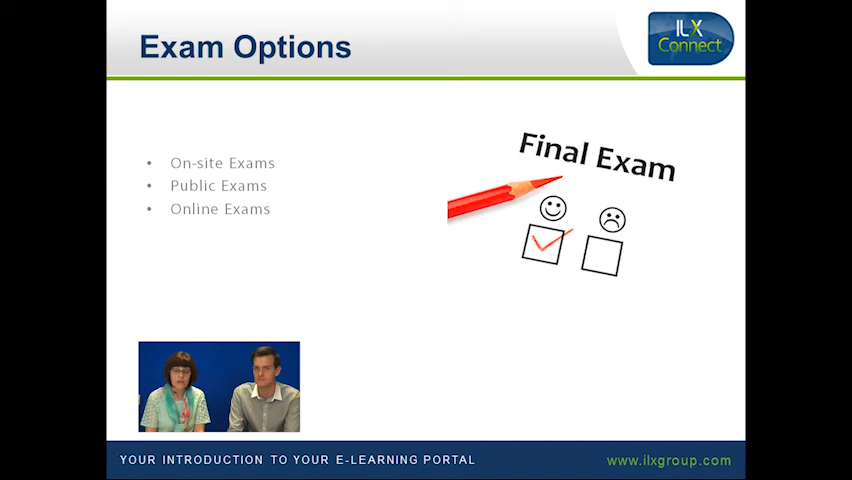 Exam Options
ILX
Connect
• On-site Exams
• Public Exams
• Online Exams
Final Exam
YOUR INTRODUCTION TO YOUR E-LEARNING PORTAL
www.ilxgroup.com